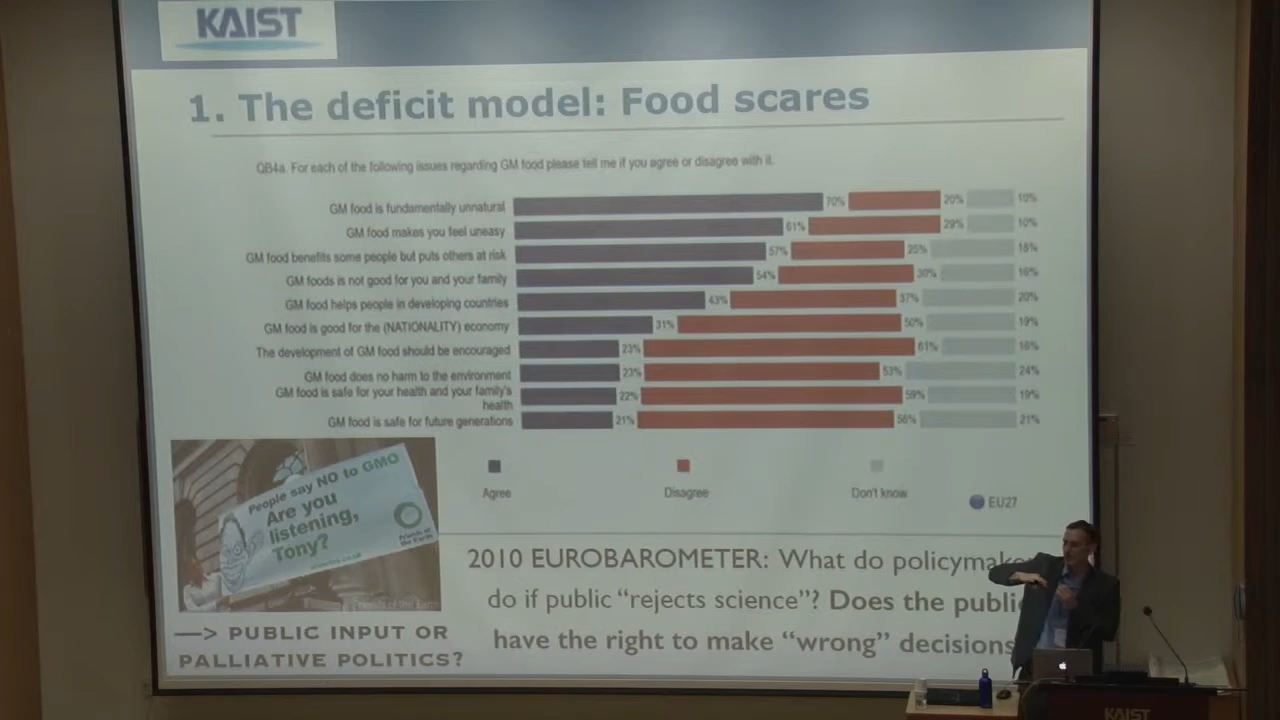 KAIST
1. The deficit model: Food scares
QB4a. For each of the following issues regarding GM food please tell me if you agree or disagree with it.
GM food is fundamentally unnatural 70% 20% 10%
GM food makes you feel uneasy 61% 29% 10%
GM food benefits some people but puts others at risk 57% 25% 18%
GM foods is not good for you and your family 54% 30% 16%
GM food helps people in developing countries 43% 37% 20%
GM food is good for the (NATIONALITY) economy 31% 50% 19%
The development of GM food should be encouraged 23% 61% 16%
GM food does no harm to the environment 23% 53% 24%
GM food is safe for your health and your family's
health 22% 59% 19%
GM food is safe for future generations 21% 58% 21%
Agree Disagree Don't know
EU27
People say NO to GMO
Are you
listening,
Tony?
Friends of
the Earth
2010 EUROBAROMETER: What do policymake
do if public "rejects science"? Does the public
have the right to make "wrong" decisions
—> PUBLIC INPUT OR
PALLIATIVE POLITICS?
KAIST